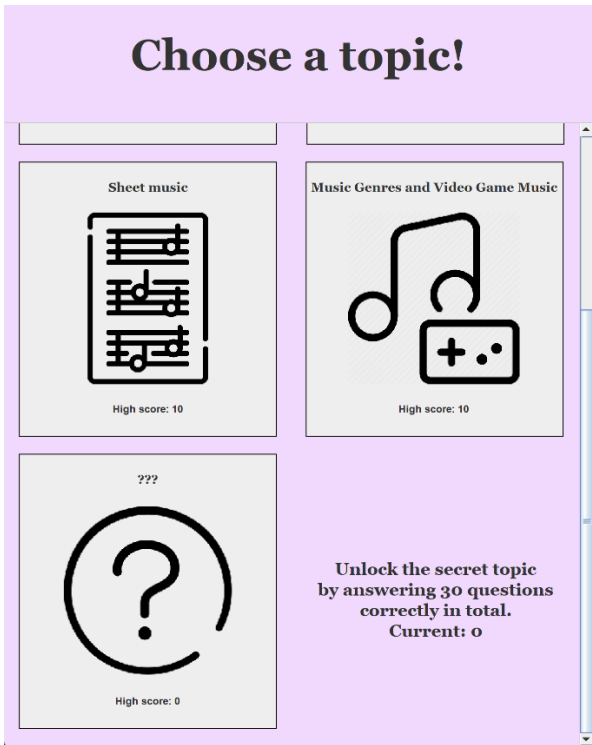 Choose a topic!
Sheet music
High score: 10
Music Genres and Video Game Music
High score: 10
???
High score: 0
Unlock the secret topic
by answering 30 questions
correctly in total.
Current: 0